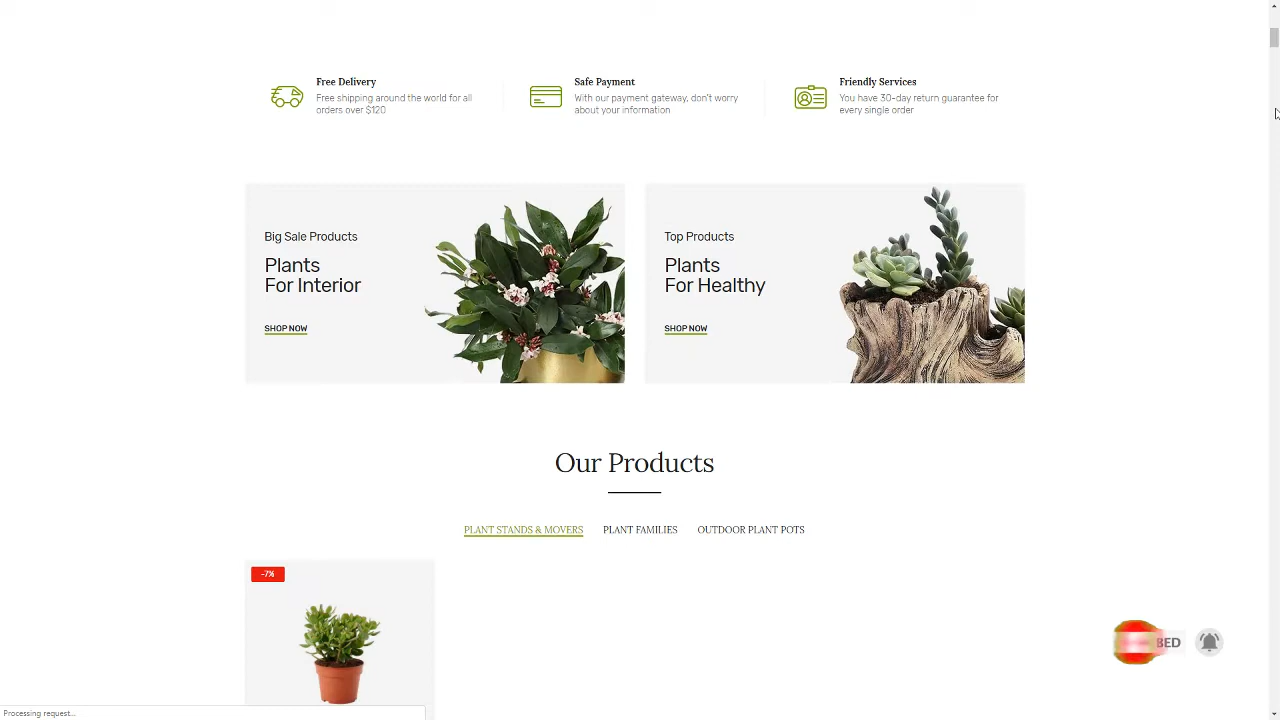 Free Delivery
Free shipping around the world for all
orders over $120
Safe Payment
With our payment gateway, don't worry
about your information
Friendly Services
You have 30-day return guarantee for
every single order
Big Sale Products
Plants
For Interior
SHOP NOW
Top Products
Plants
For Healthy
SHOP NOW
Our Products
PLANT STANDS & MOVERS
PLANT FAMILIES
OUTDOOR PLANT POTS
-7%
BED
Processing request...